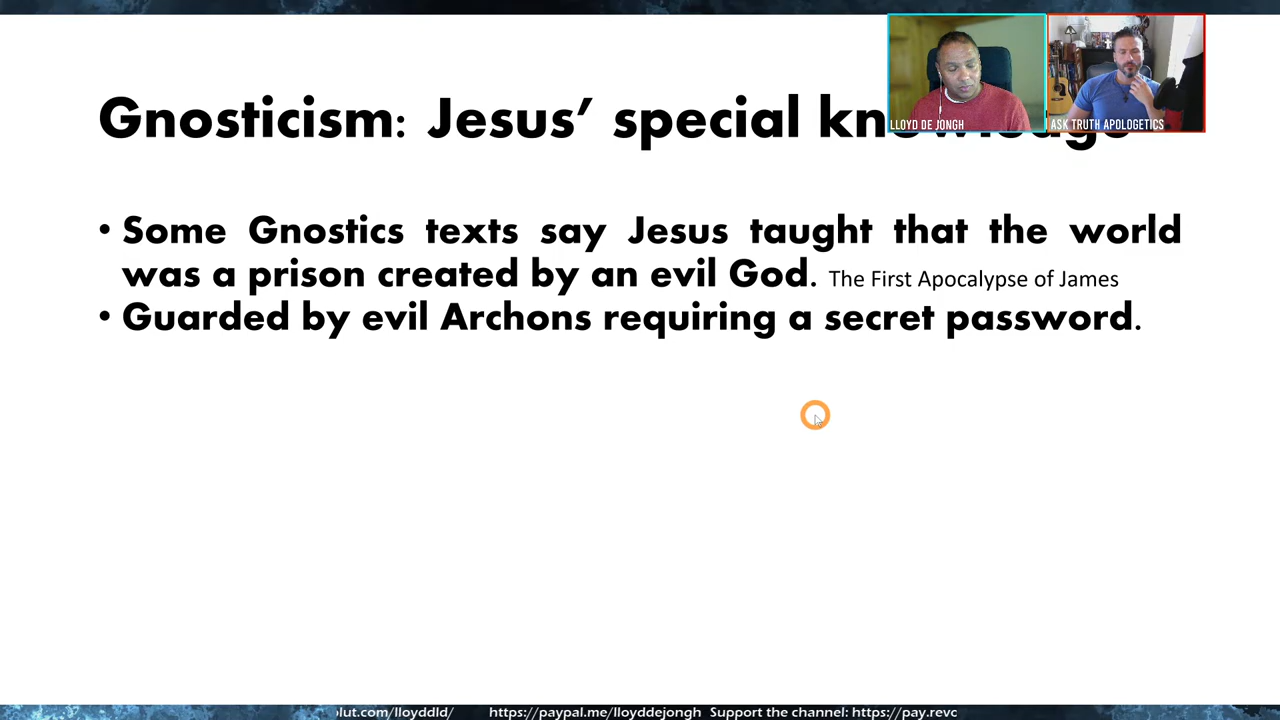 Gnosticism: Jesus’ special
LLOYD DE JONGH
ASK TRUTH APOLOGETICS
• Some Gnostics texts say Jesus taught that the world
was a prison created by an evil God. The First Apocalypse of James
• Guarded by evil Archons requiring a secret password.
olut.com/lloyddld/ https://paypal.me/lloyddejongh Support the channel: https://pay.revc